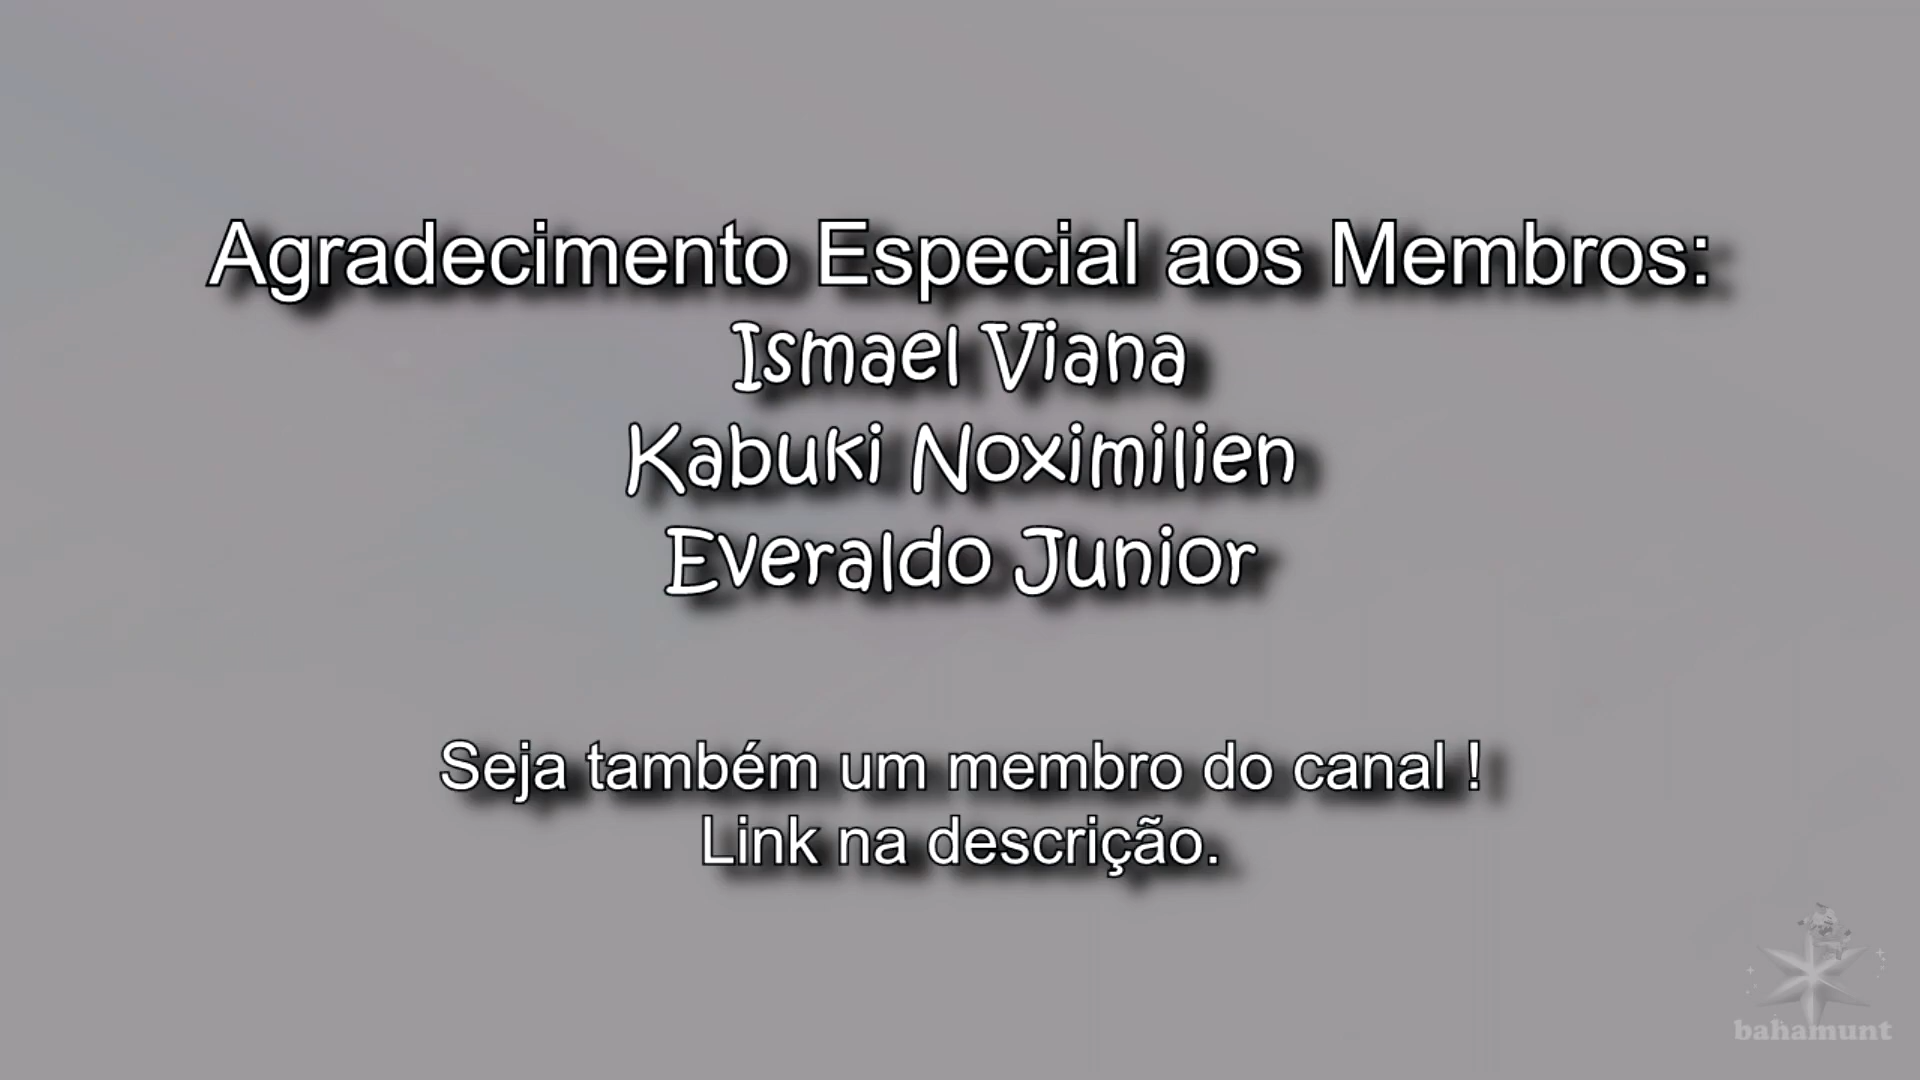 Agradecimento Especial aos Membros:
Ismael Viana
Kabuki Noximilien
Everaldo Junior
Seja também um membro do canal !
Link na descrição.
bahamunt